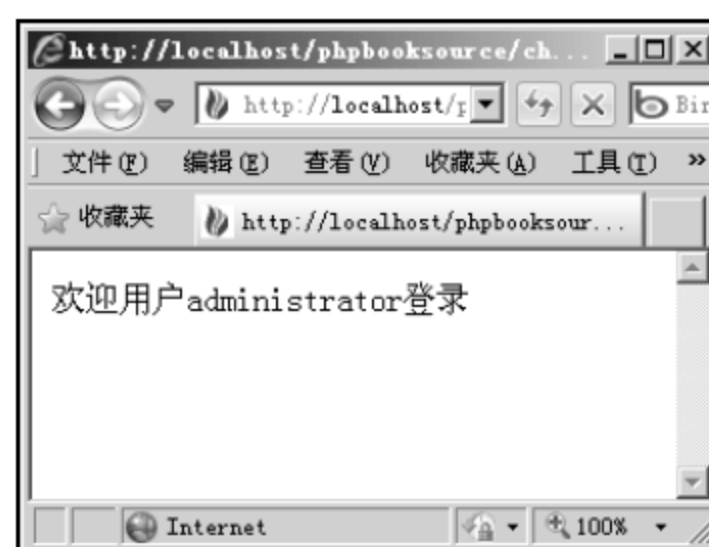 http://localhost/phpbooksource/ch...
http://localhost/p
Bin
文件(F) 编辑(E) 查看(V) 收藏夹(A) 工具(T) »
收藏夹 http://localhost/phpbooksour...
欢迎用户administrator登录
Internet 100%